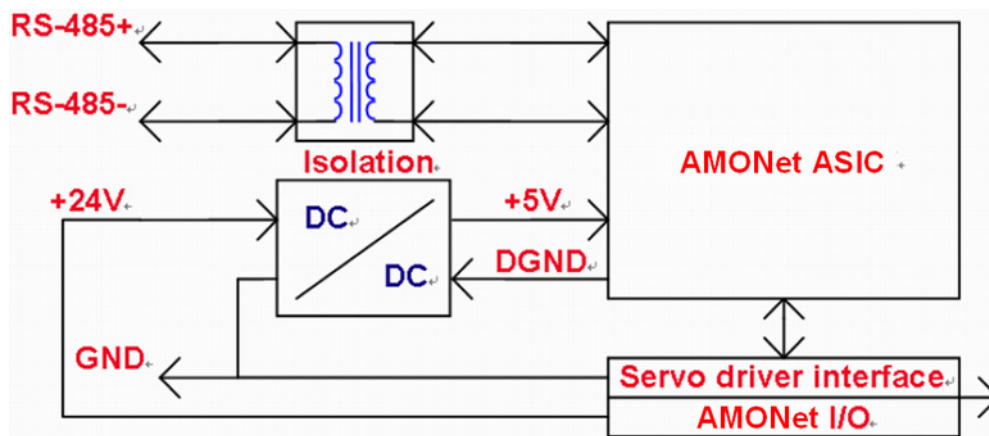 RS-485+
RS-485-
Isolation
AMONet ASIC
+24V
DC
DC
+5V
DGND
GND
Servo driver interface
AMONet I/O